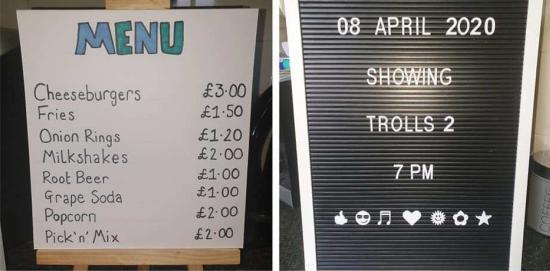 MENU
Cheeseburgers £3.00
Fries £1.50
Onion Rings £1.20
Milkshakes £2.00
Root Beer £1.00
Grape Soda £1.00
Popcorn £2.00
Pick'n'Mix £2.00
08 APRIL 2020
SHOWING
TROLLS 2
7 PM